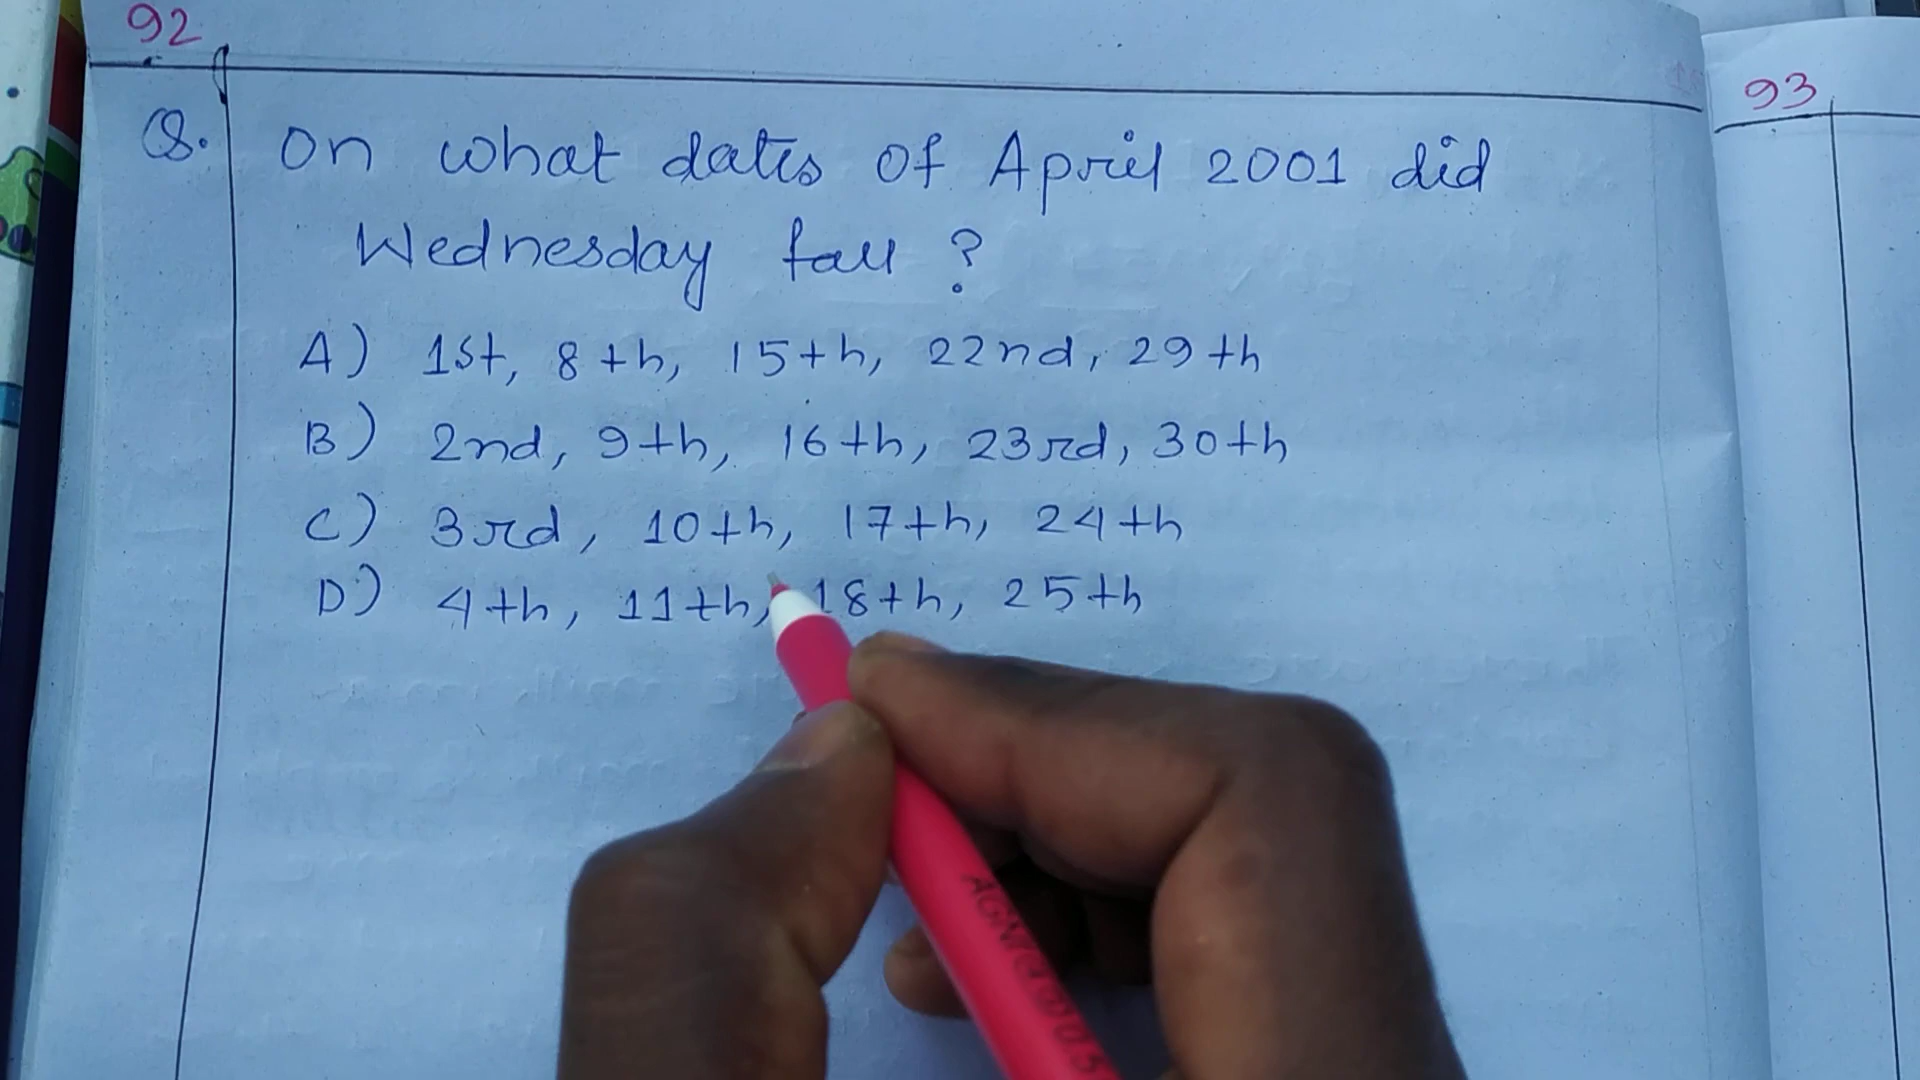 92
93
Q. On what dates of April 2001 did
Wednesday fall ?
A) 1st, 8th, 15th, 22nd, 29th
B) 2nd, 9th, 16th, 23rd, 30th
C) 3rd, 10th, 17th, 24th
D) 4th, 11th, 18th, 25th